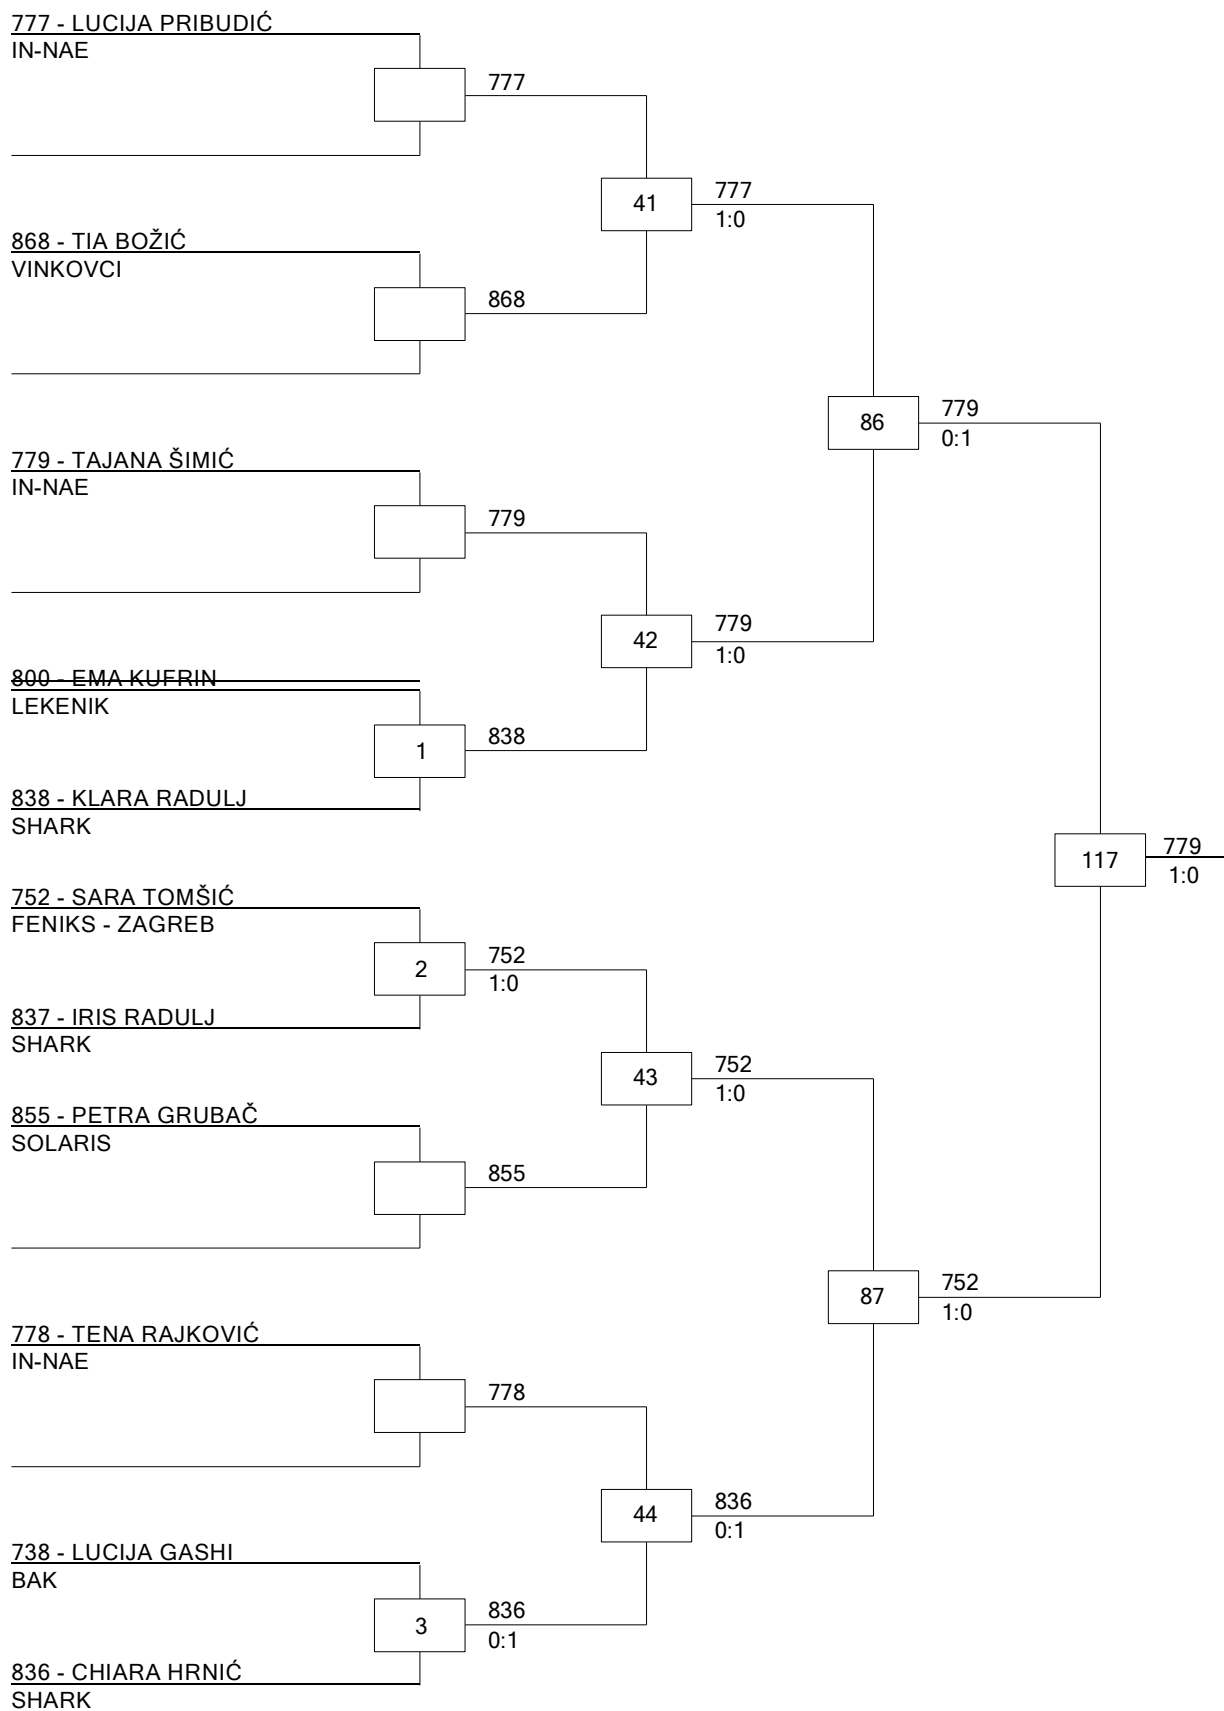 777 - LUCIJA PRIBUDIĆ
IN-NAE
777
41
777
1:0
868 - TIA BOŽIĆ
VINKOVCI
868
86
779
0:1
779 - TAJANA ŠIMIĆ
IN-NAE
779
42
779
1:0
800 - EMA KUFRIN
LEKENIK
1
838
838 - KLARA RADULJ
SHARK
117
779
1:0
752 - SARA TOMŠIĆ
FENIKS - ZAGREB
2
752
1:0
837 - IRIS RADULJ
SHARK
43
752
1:0
855 - PETRA GRUBAČ
SOLARIS
855
87
752
1:0
778 - TENA RAJKOVIĆ
IN-NAE
778
44
836
0:1
738 - LUCIJA GASHI
BAK
3
836
0:1
836 - CHIARA HRNIĆ
SHARK